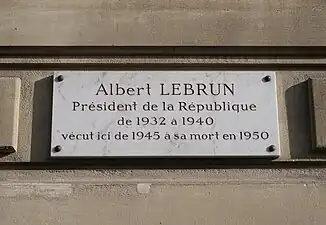 Albert LEBRUN
Président de la République
de 1932 à 1940
vécut ici de 1945 à sa mort en 1950